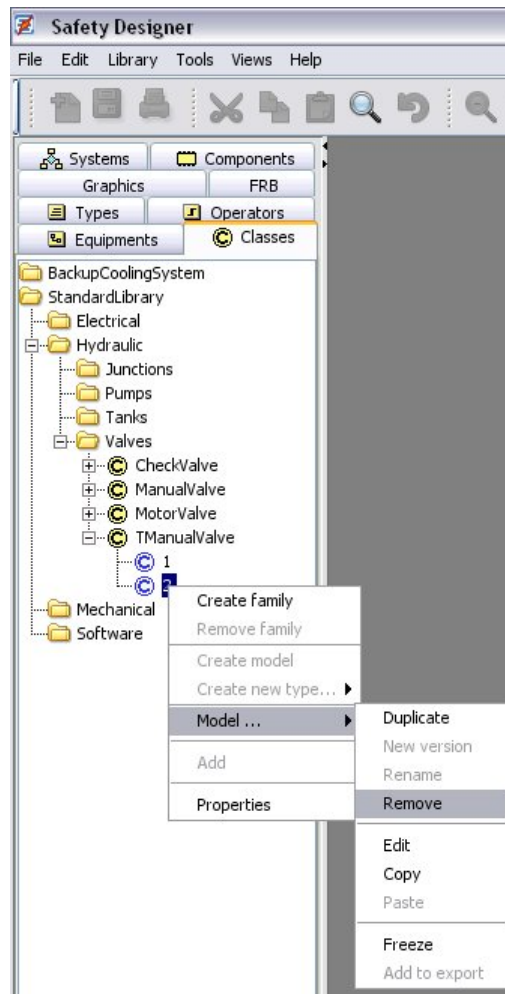 Safety Designer
File Edit Library Tools Views Help
Systems Components
Graphics FRB
Types Operators
Equipments Classes
BackupCoolingSystem
StandardLibrary
Electrical
Hydraulic
Junctions
Pumps
Tanks
Valves
CheckValve
ManualValve
MotorValve
TManualValve
1
2
Mechanical
Software
Create family
Remove family
Create model
Create new type...
Model ...
Add
Properties
Duplicate
New version
Rename
Remove
Edit
Copy
Paste
Freeze
Add to export